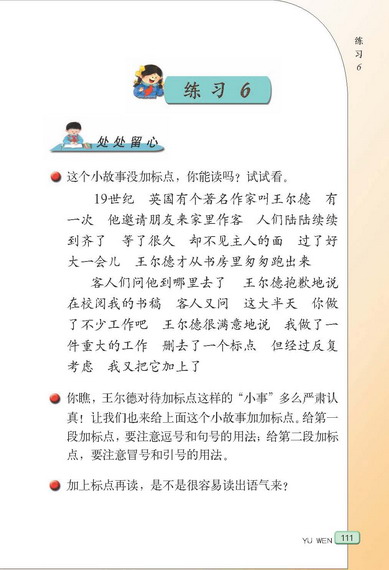 练习6
练习 6
处处留心
这个小故事没加标点，你能读吗？试试看。
19世纪　英国有个著名作家叫王尔德　有
一次　他邀请朋友来家里作客　人们陆陆续续
到齐了　等了很久　却不见主人的面　过了好
大一会儿　王尔德才从书房里匆匆跑出来
客人们问他到哪里去了　王尔德抱歉地说
在校阅我的书稿　客人又问　这大半天　你做
了不少工作吧　王尔德很满意地说　我做了一
件重大的工作　删去了一个标点　但经过反复
考虑　我又把它加上了
你瞧，王尔德对待加标点这样的“小事”多么严肃认
真！让我们也来给上面这个小故事加加标点。给第一
段加标点，要注意逗号和句号的用法；给第二段加标
点，要注意冒号和引号的用法。
加上标点再读，是不是很容易读出语气来？
YU WEN 111